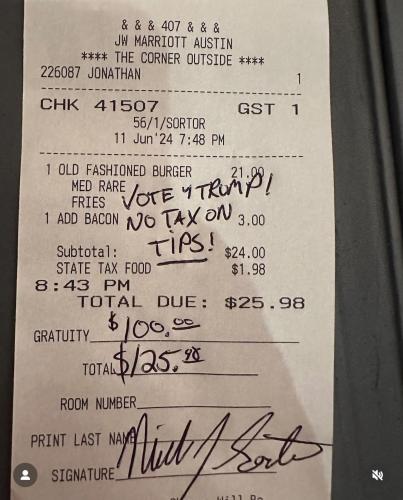 & & & 407 & & &
JW MARRIOTT AUSTIN
**** THE CORNER OUTSIDE ****
226087 JONATHAN 1
CHK 41507 GST 1
56/1/SORTOR
11 Jun'24 7:48 PM
1 OLD FASHIONED BURGER 21.00
MED RARE
FRIES VOTE 4 TRUMP!
1 ADD BACON NO TAX ON 3.00
TIPS!
Subtotal: $24.00
STATE TAX FOOD $1.98
8:43 PM
TOTAL DUE: $25.98
GRATUITY $100.00
TOTAL $125.98
ROOM NUMBER
PRINT LAST NAME
SIGNATURE